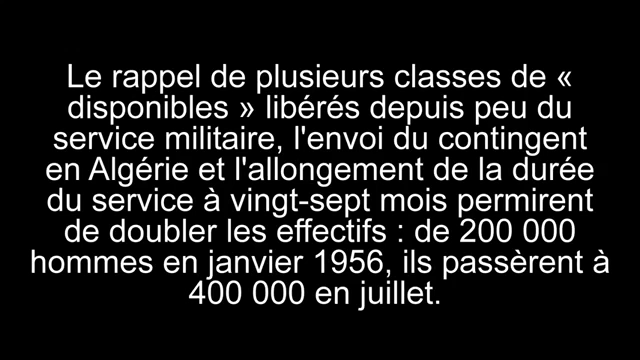 Le rappel de plusieurs classes de «
disponibles » libérés depuis peu du
service militaire, l'envoi du contingent
en Algérie et l'allongement de la durée
du service à vingt-sept mois permirent
de doubler les effectifs : de 200 000
hommes en janvier 1956, ils passèrent à
400 000 en juillet.